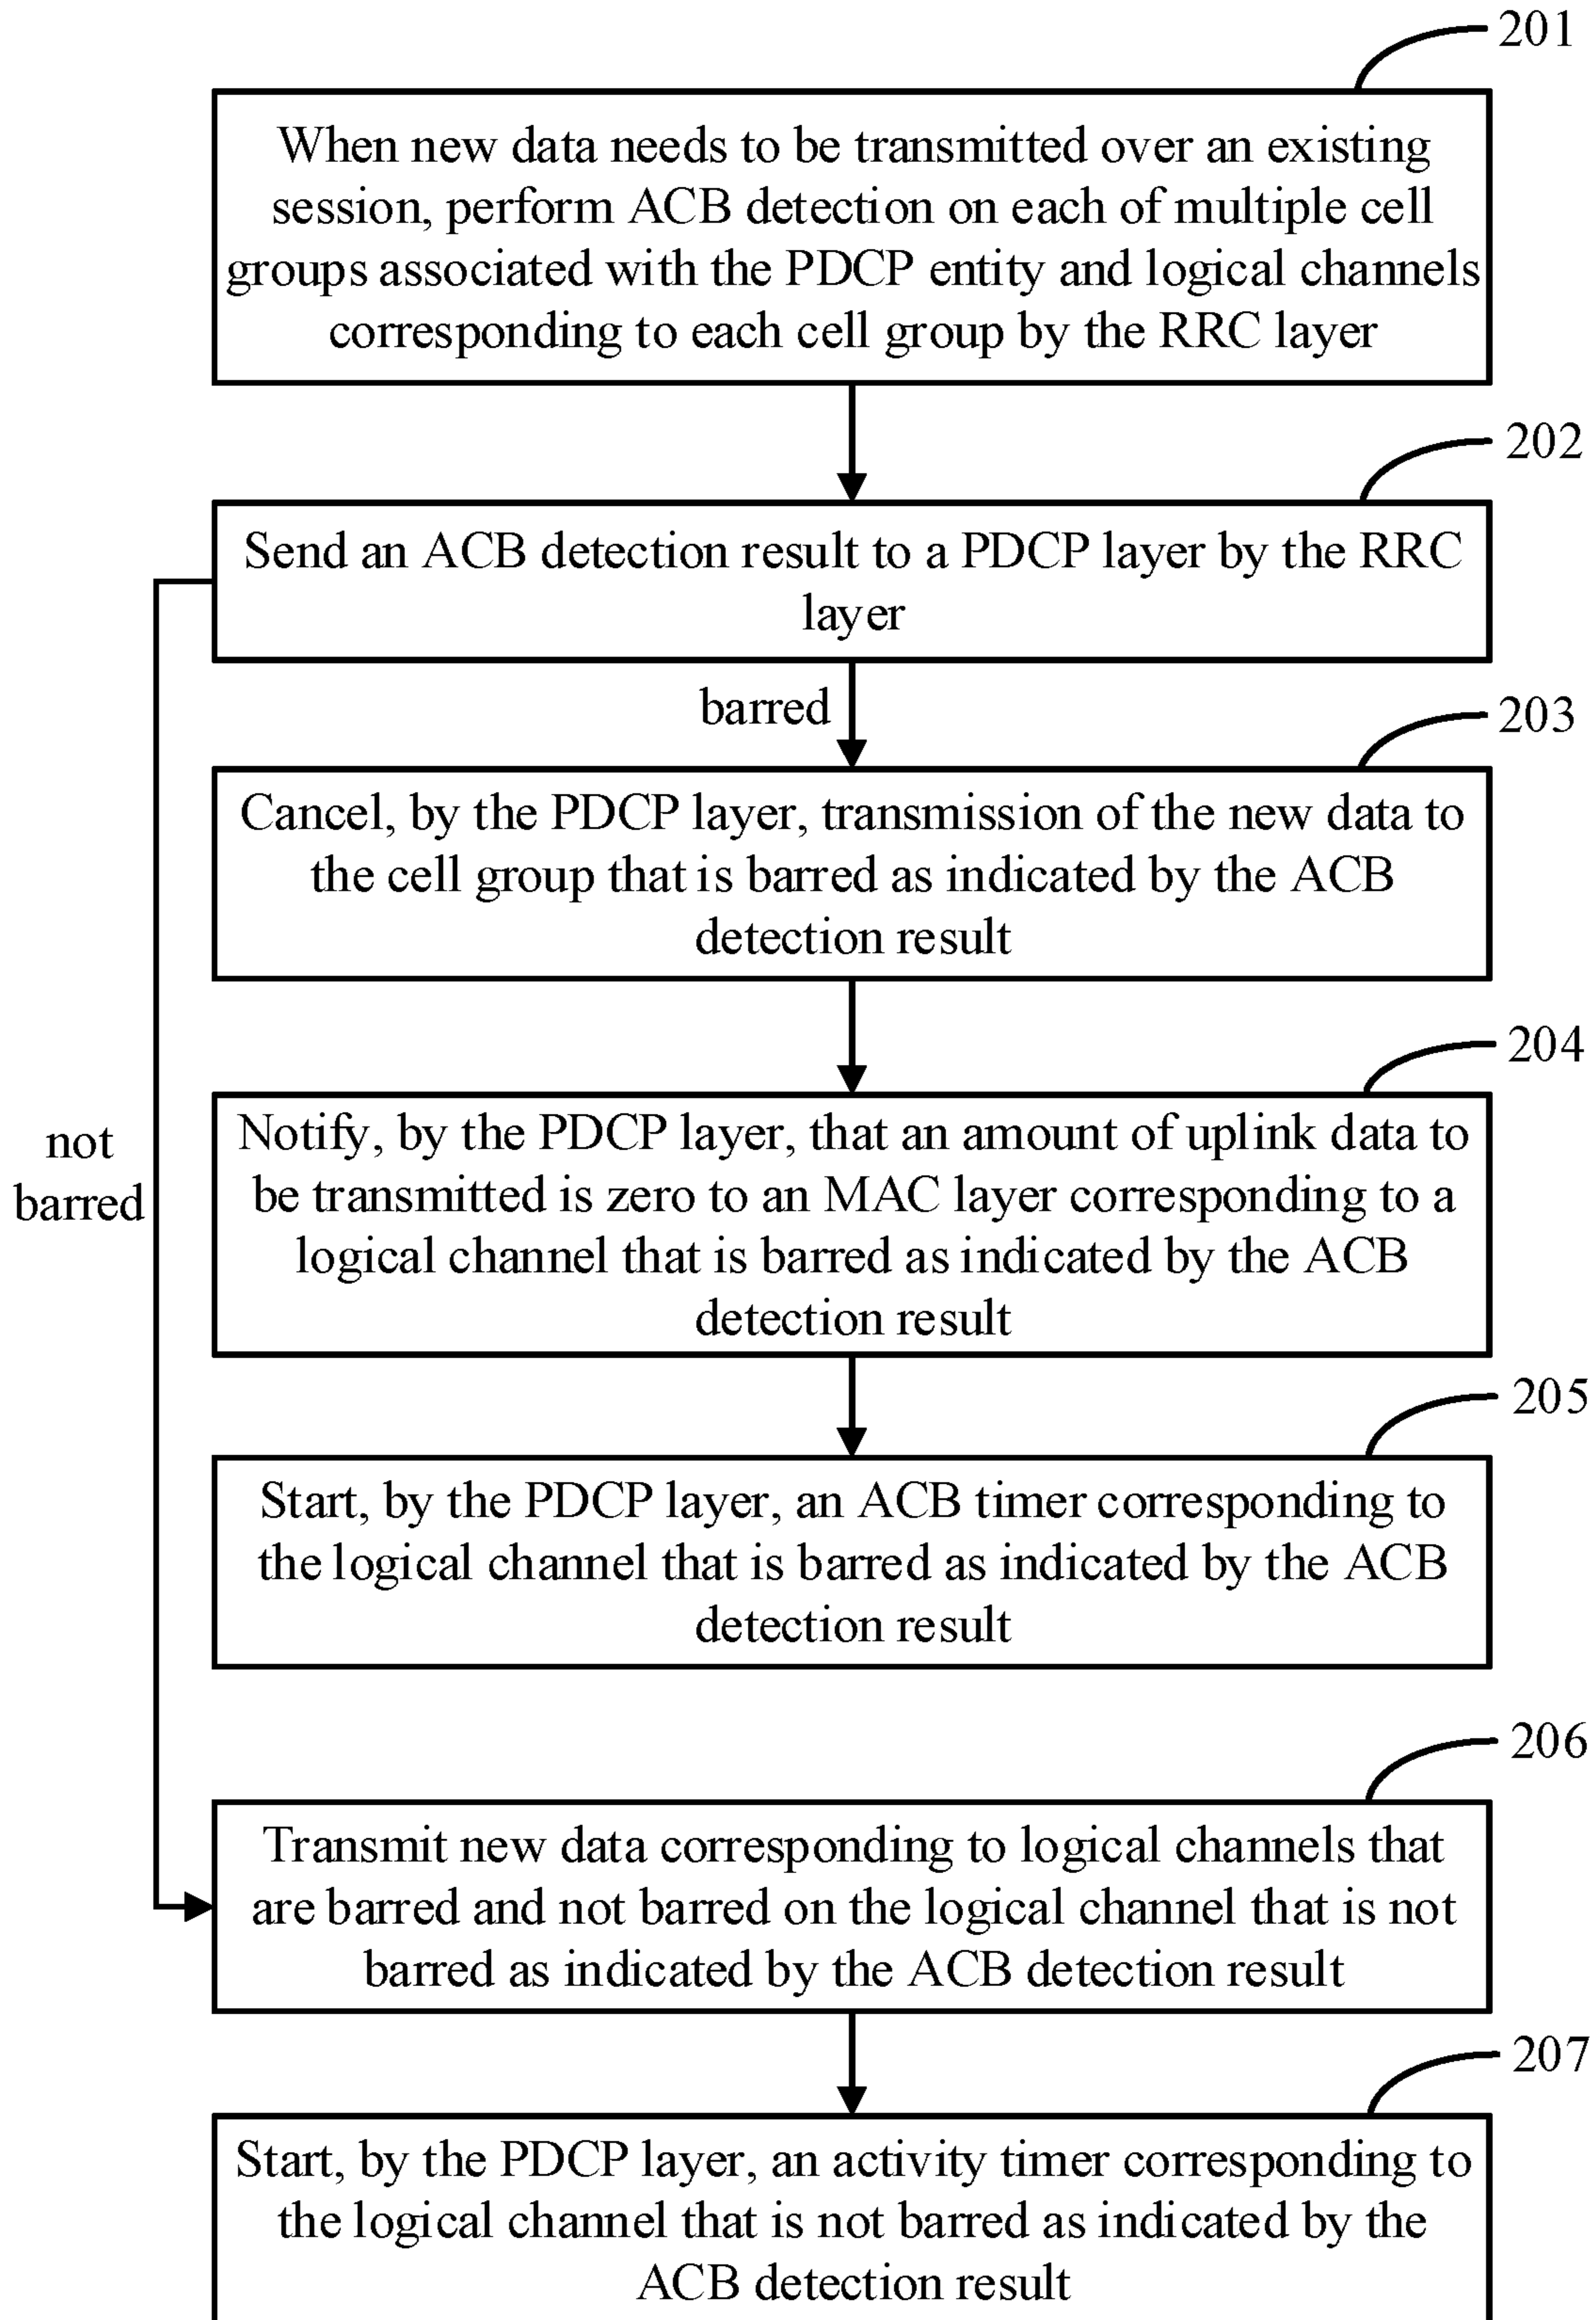 201
When new data needs to be transmitted over an existing
session, perform ACB detection on each of multiple cell
groups associated with the PDCP entity and logical channels
corresponding to each cell group by the RRC layer
202
Send an ACB detection result to a PDCP layer by the RRC
layer
barred
203
Cancel, by the PDCP layer, transmission of the new data to
the cell group that is barred as indicated by the ACB
detection result
204
not
barred
Notify, by the PDCP layer, that an amount of uplink data to
be transmitted is zero to an MAC layer corresponding to a
logical channel that is barred as indicated by the ACB
detection result
205
Start, by the PDCP layer, an ACB timer corresponding to
the logical channel that is barred as indicated by the ACB
detection result
206
Transmit new data corresponding to logical channels that
are barred and not barred on the logical channel that is not
barred as indicated by the ACB detection result
207
Start, by the PDCP layer, an activity timer corresponding to
the logical channel that is not barred as indicated by the
ACB detection result